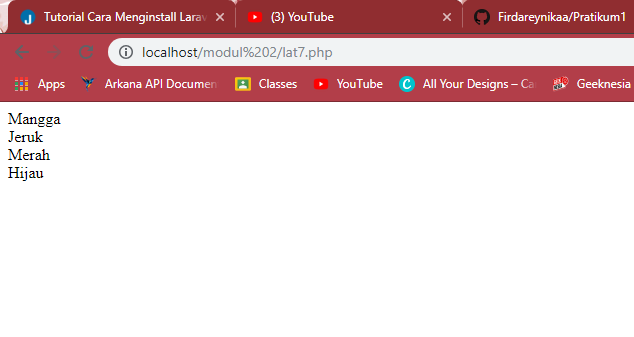 Tutorial Cara Menginstall Larav
(3) YouTube
Firdareynikaa/Pratikum1
localhost/modul%202/lat7.php
Apps
Arkana API Documen
Classes
YouTube
All Your Designs – Ca
Geeknesia
Mangga
Jeruk
Merah
Hijau